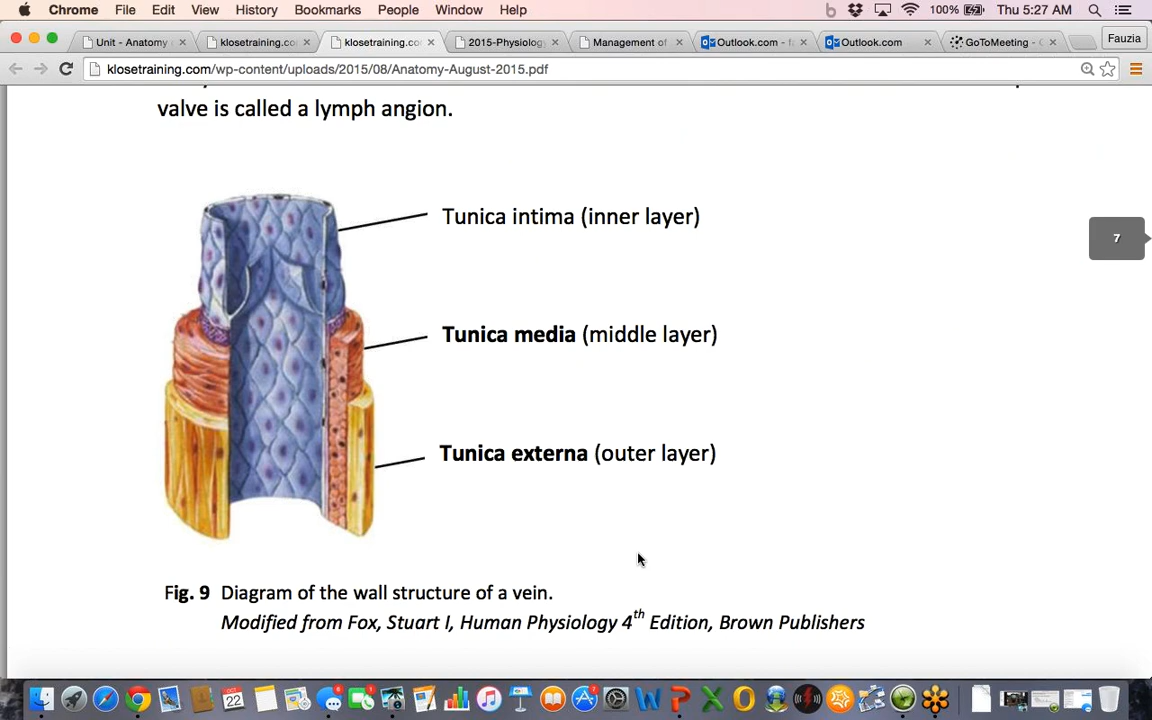 Chrome File Edit View History Bookmarks People Window Help 100% Thu 5:27 AM
Unit - Anatomy klosetraining.co klosetraining.co 2015-Physiology Management of Outlook.com - Outlook.com GoToMeeting - Fauzia
klosetraining.com/wp-content/uploads/2015/08/Anatomy-August-2015.pdf
valve is called a lymph angion.
Tunica intima (inner layer)
7
Tunica media (middle layer)
Tunica externa (outer layer)
Fig. 9 Diagram of the wall structure of a vein.
Modified from Fox, Stuart I, Human Physiology 4th Edition, Brown Publishers